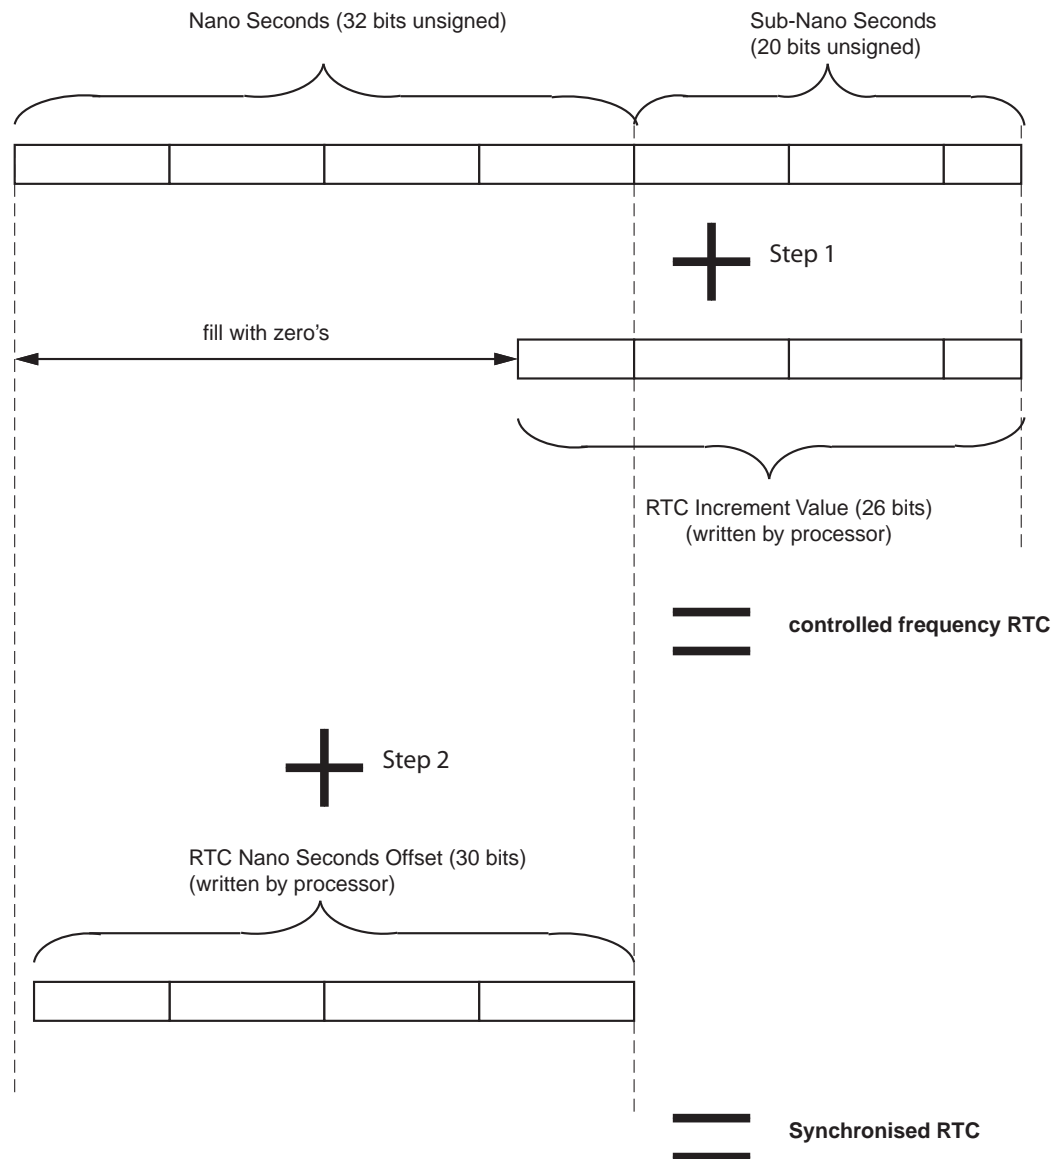 Nano Seconds (32 bits unsigned)
Sub-Nano Seconds
(20 bits unsigned)
Step 1
fill with zero's
RTC Increment Value (26 bits)
(written by processor)
controlled frequency RTC
Step 2
RTC Nano Seconds Offset (30 bits)
(written by processor)
Synchronised RTC